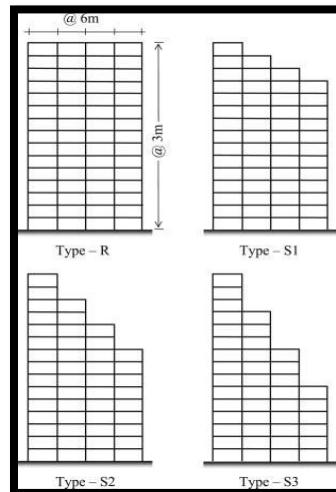 @ 6m
@ 3m
Type – R
Type – S1
Type – S2
Type – S3